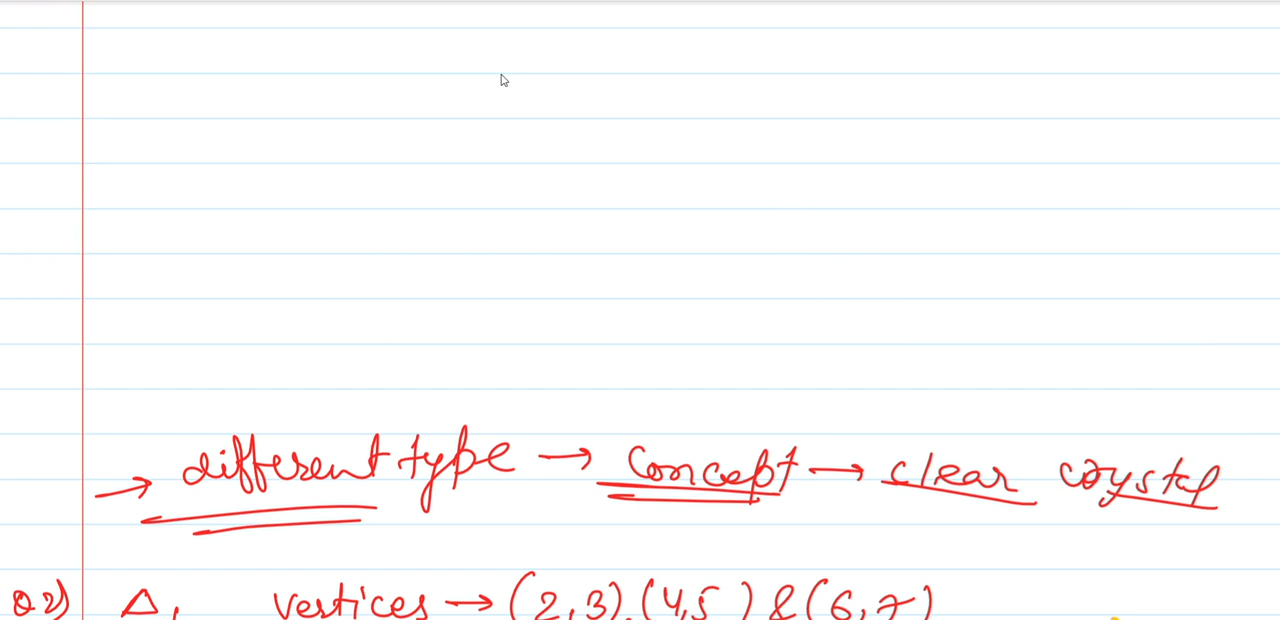 → different type → concept → clear crystal
Q2) Δ, vertices → (2,3), (4,5) & (6,7)